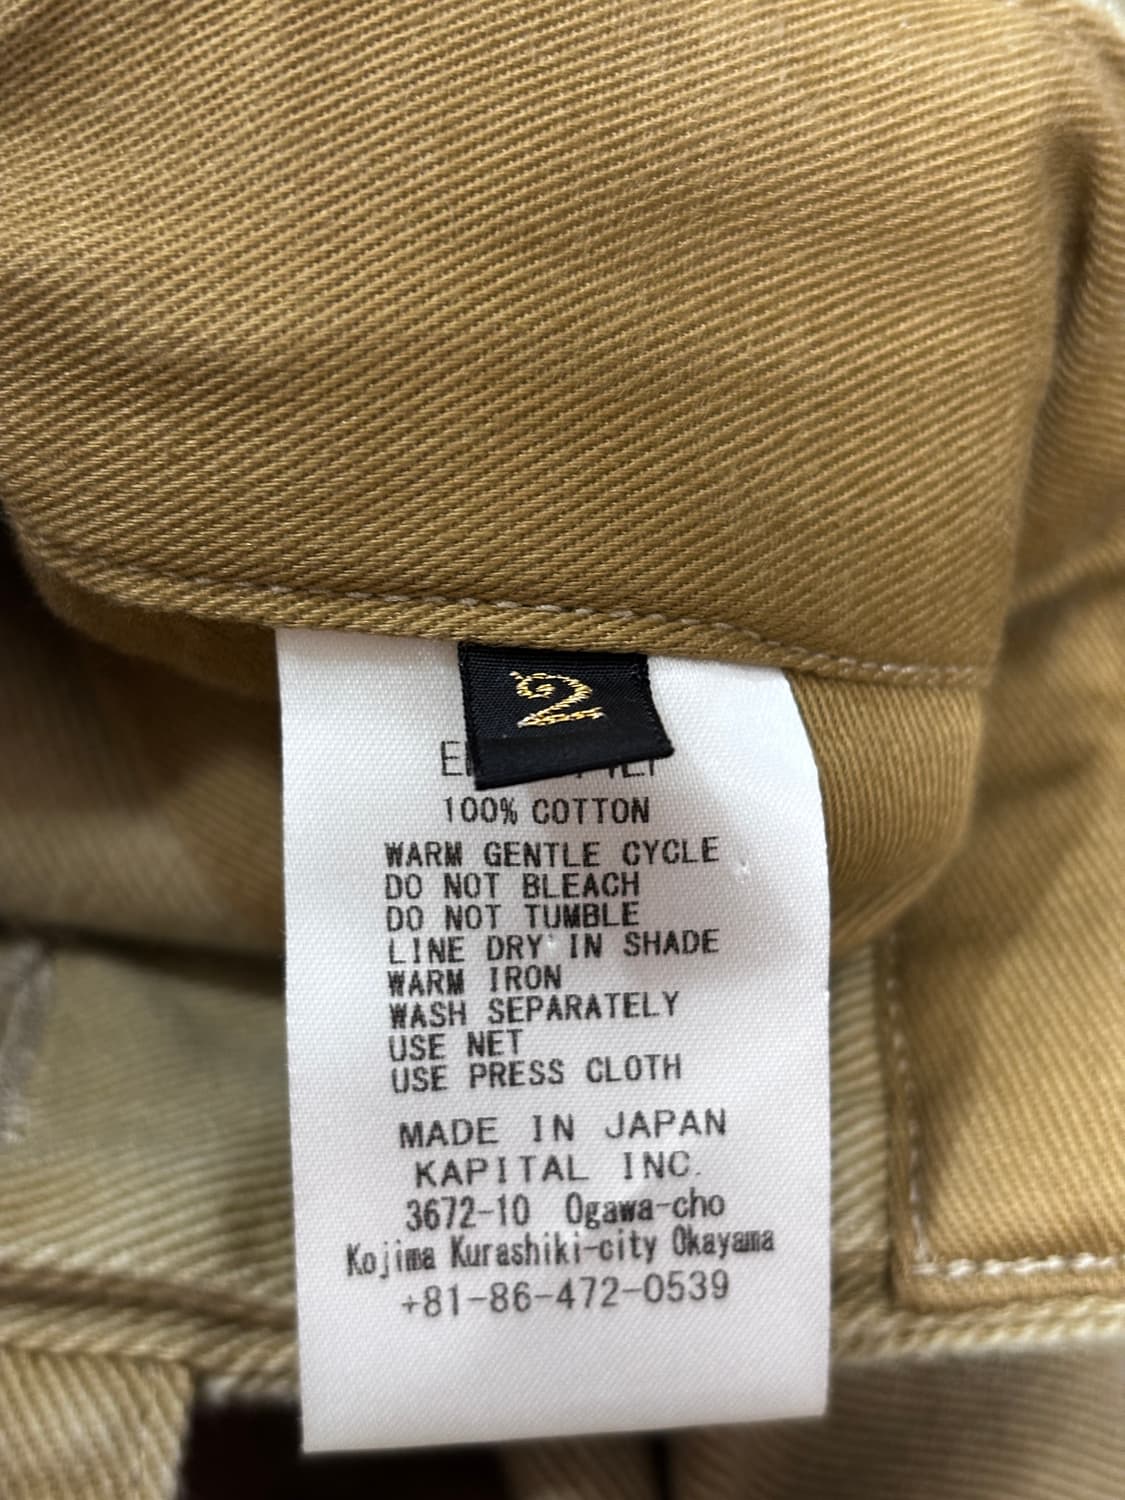 2
100% COTTON
WARM GENTLE CYCLE
DO NOT BLEACH
DO NOT TUMBLE
LINE DRY IN SHADE
WARM IRON
WASH SEPARATELY
USE NET
USE PRESS CLOTH
MADE IN JAPAN
KAPITAL INC.
3672-10 Ogawa-cho
Kojima Kurashiki-city Okayama
+81-86-472-0539